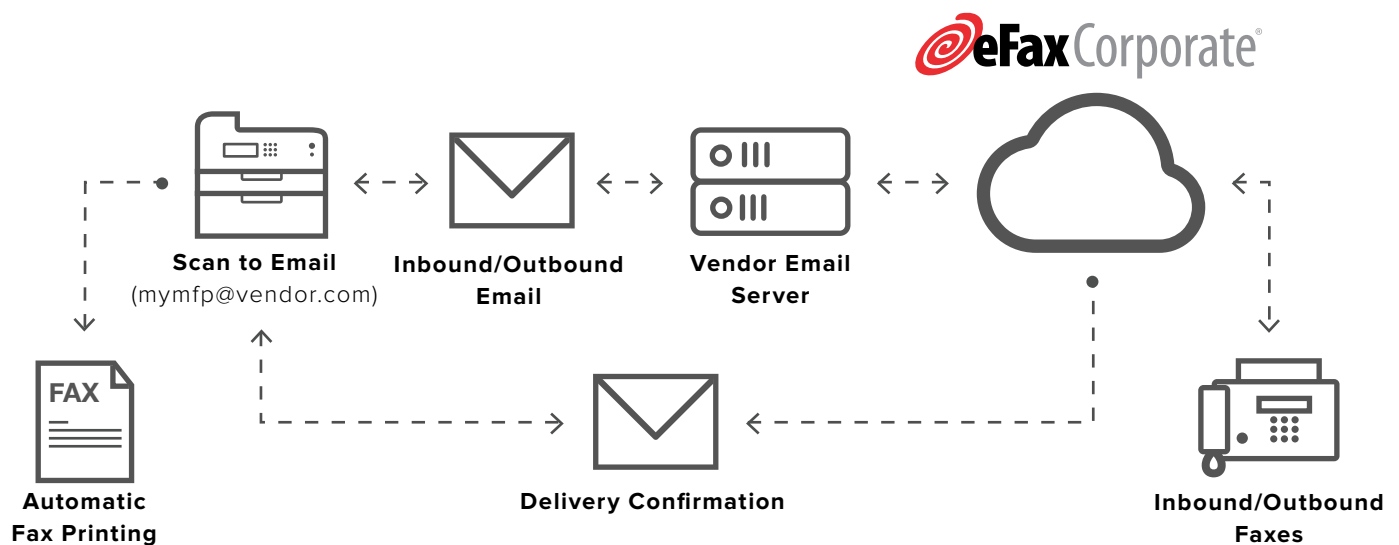 eFax Corporate®
Scan to Email
(mymfp@vendor.com)
Inbound/Outbound
Email
Vendor Email
Server
FAX
Automatic
Fax Printing
Delivery Confirmation
Inbound/Outbound
Faxes